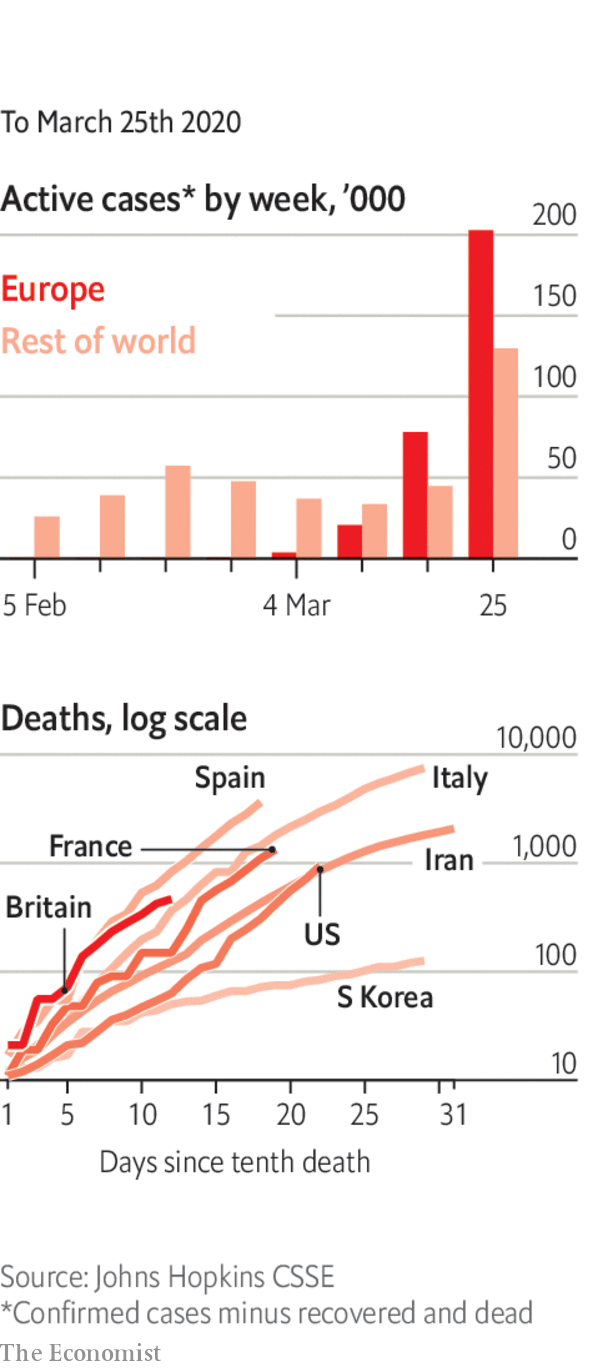 To March 25th 2020
Active cases* by week, ’000
200
Europe
150
Rest of world
100
50
0
5 Feb
4 Mar
25
Deaths, log scale
10,000
Spain
Italy
France
1,000
Iran
Britain
US
100
S Korea
10
1 5 10 15 20 25 31
Days since tenth death
Source: Johns Hopkins CSSE
*Confirmed cases minus recovered and dead
The Economist